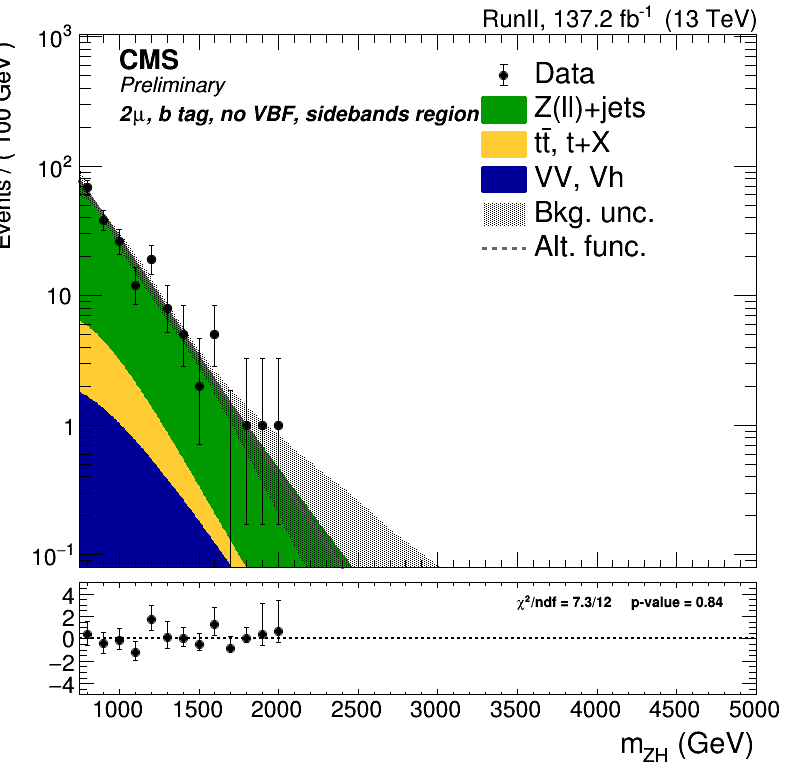 RunII, 137.2 fb⁻¹ (13 TeV)
CMS
Preliminary
2μ, b tag, no VBF, sidebands region
Data
Z(ll)+jets
tt̄, t+X
VV, Vh
Bkg. unc.
Alt. func.
Events / ( 100 GeV )
10³
10²
10
1
10⁻¹
χ²/ndf = 7.3/12 p-value = 0.84
4
2
0
−2
−4
1000 1500 2000 2500 3000 3500 4000 4500 5000
m_ZH (GeV)